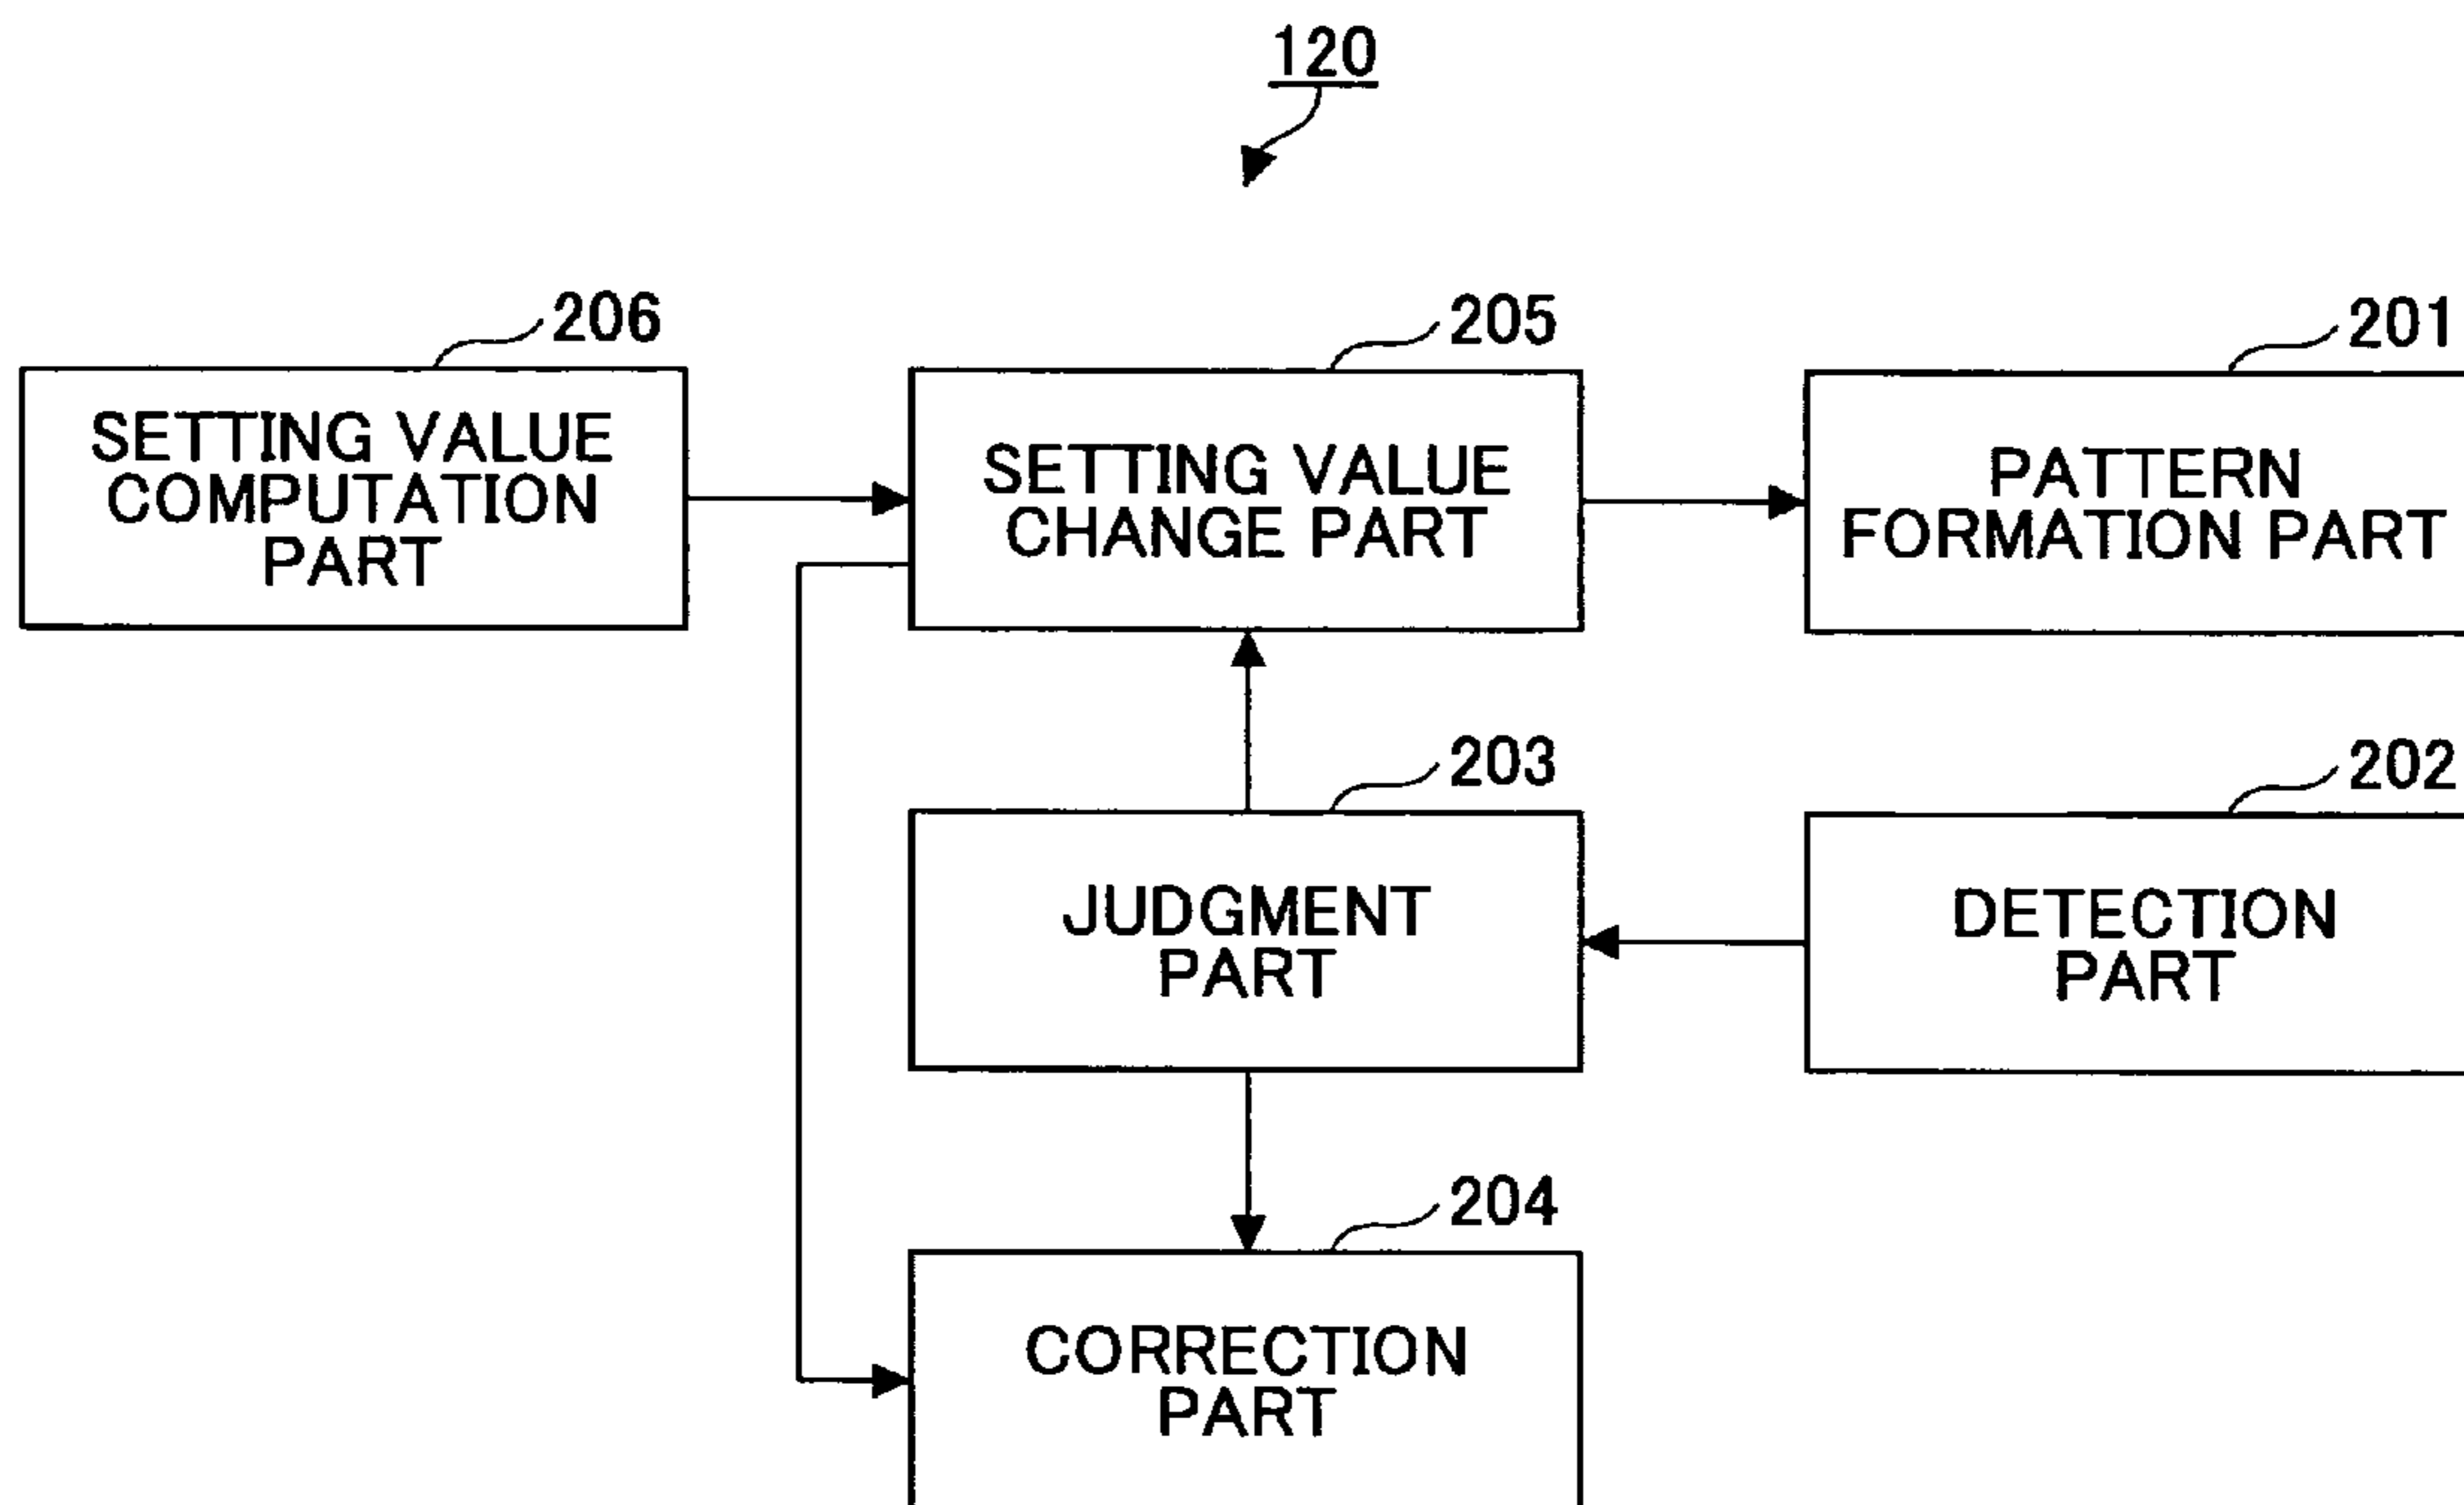 120
206
SETTING VALUE
COMPUTATION
PART
205
SETTING VALUE
CHANGE PART
201
PATTERN
FORMATION PART
203
JUDGMENT
PART
202
DETECTION
PART
204
CORRECTION
PART